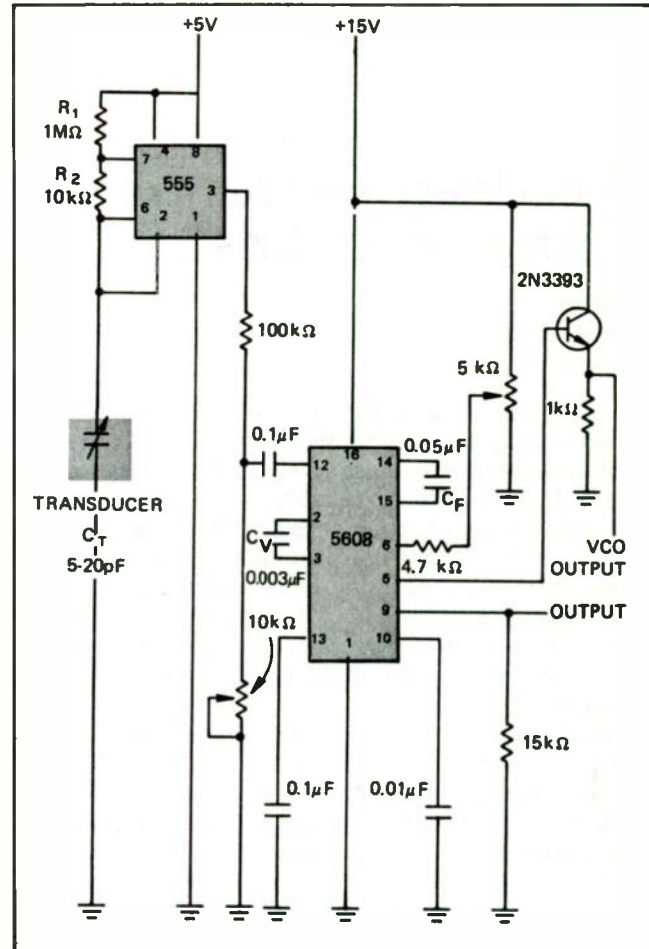 +5V
+15V
R1
1MΩ
R2
10kΩ
7
4
8
555
3
6
2
1
2N3393
100kΩ
5 kΩ
1kΩ
0.1μF
0.05μF
16
12
14
15
CF
TRANSDUCER
CT
5-20pF
CV
2
3
5608
6
4.7 kΩ
5
VCO
OUTPUT
0.003μF
9
OUTPUT
10kΩ
13
1
10
15kΩ
0.1μF
0.01μF